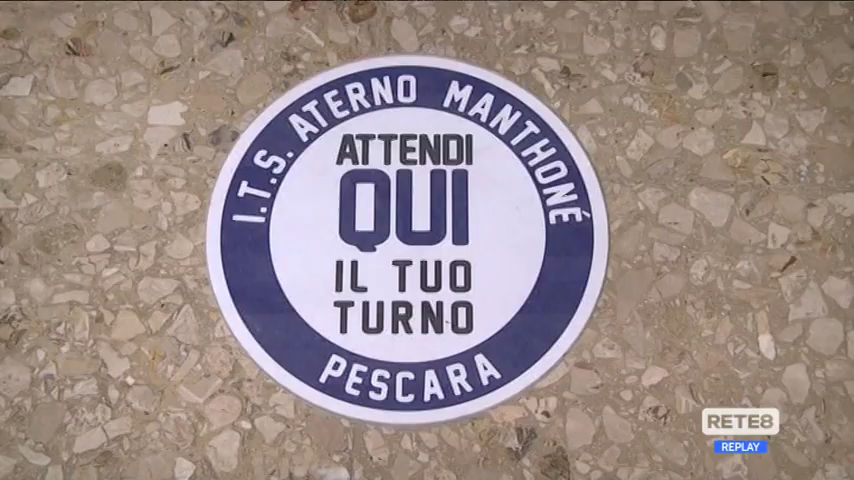 I.T.S. ATERNO MANTHONÉ
ATTENDI
QUI
IL TUO
TURNO
PESCARA
RETE8
REPLAY